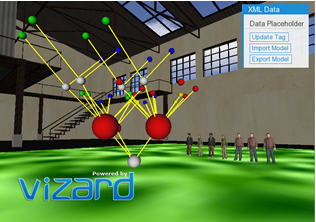 XML Data
Data Placeholder
Update Tag
Import Model
Export Model
Powered by
vizard